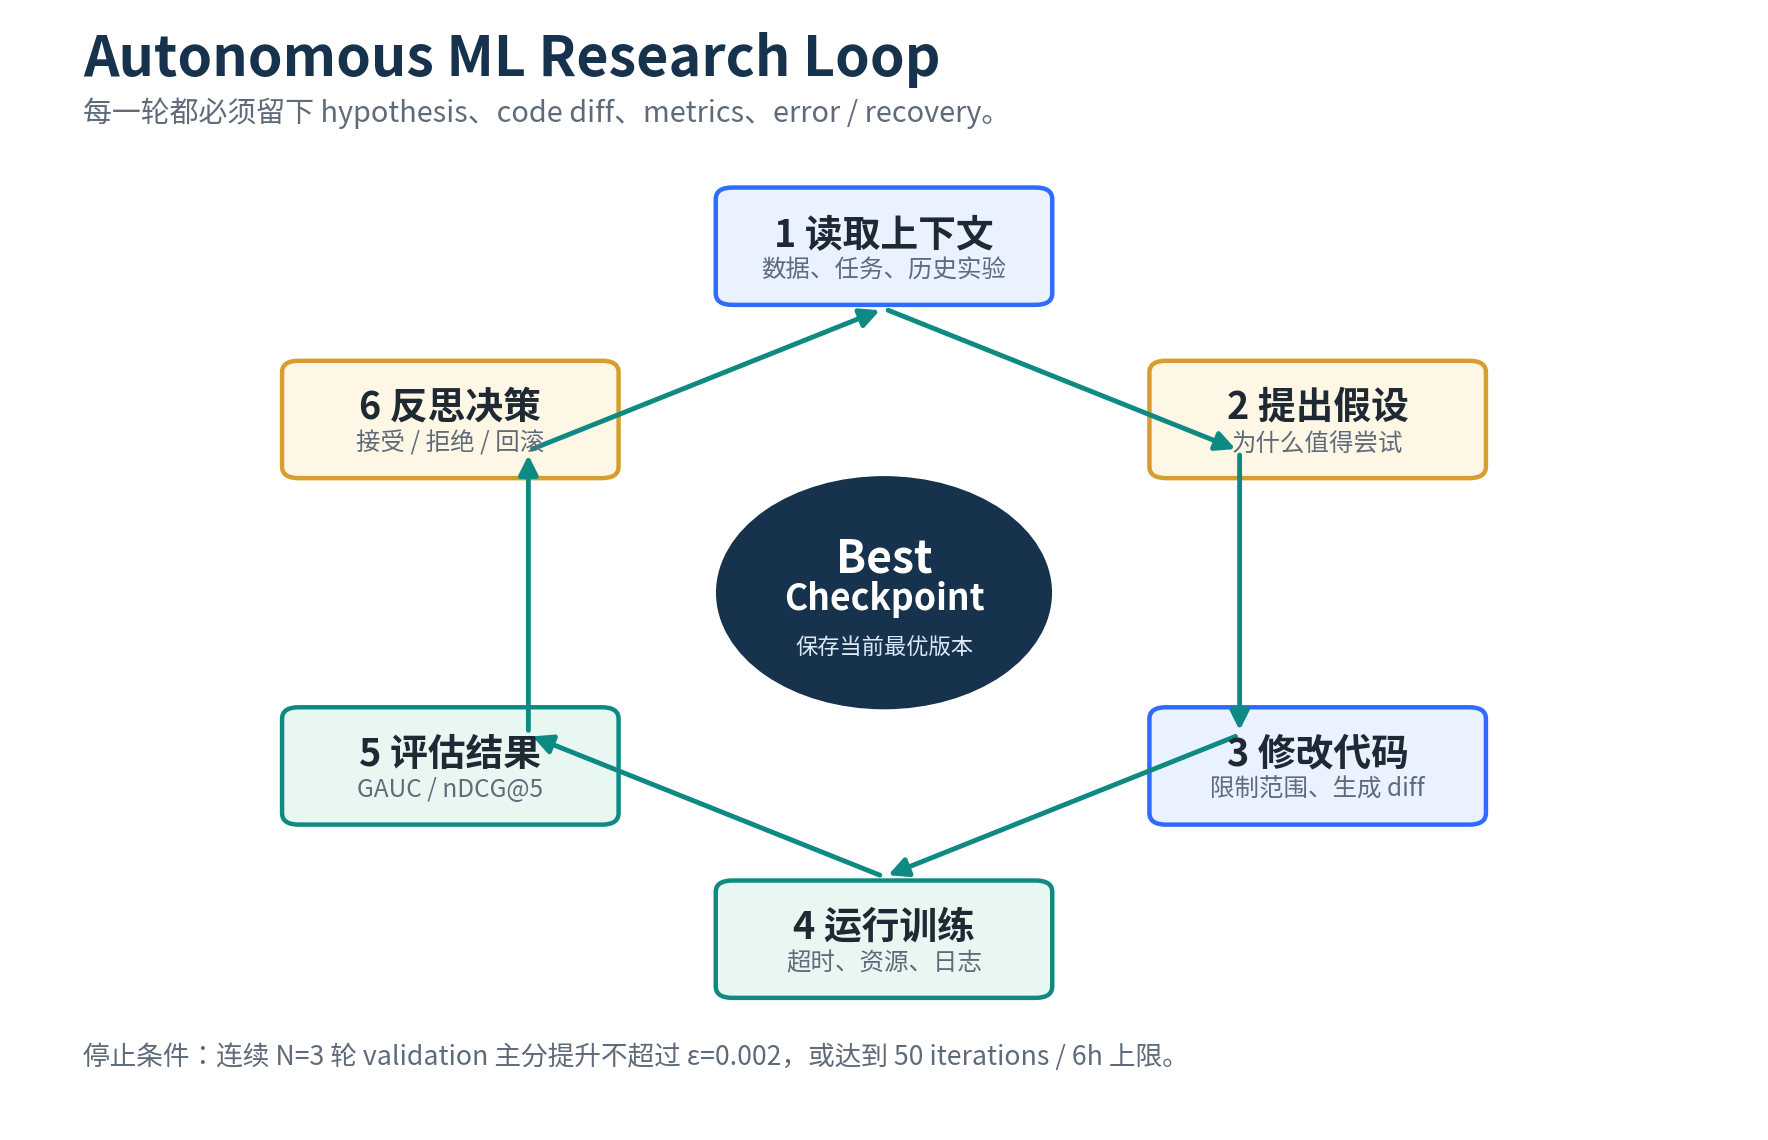 Autonomous ML Research Loop
每一轮都必须留下 hypothesis、code diff、metrics、error / recovery。
1 读取上下文
数据、任务、历史实验
2 提出假设
为什么值得尝试
3 修改代码
限制范围、生成 diff
4 运行训练
超时、资源、日志
5 评估结果
GAUC / nDCG@5
6 反思决策
接受 / 拒绝 / 回滚
Best
Checkpoint
保存当前最优版本
停止条件：连续 N=3 轮 validation 主分提升不超过 ε=0.002，或达到 50 iterations / 6h 上限。